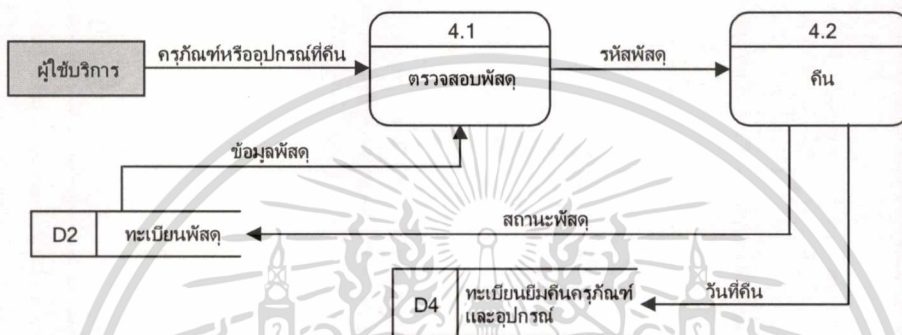 4.1
4.2
ผู้ใช้บริการ
ครุภัณฑ์หรืออุปกรณ์ที่คืน
ตรวจสอบพัสดุ
รหัสพัสดุ
คืน
ข้อมูลพัสดุ
D2
ทะเบียนพัสดุ
สถานะพัสดุ
D4
ทะเบียนยืมคืนครุภัณฑ์
และอุปกรณ์
วันที่คืน